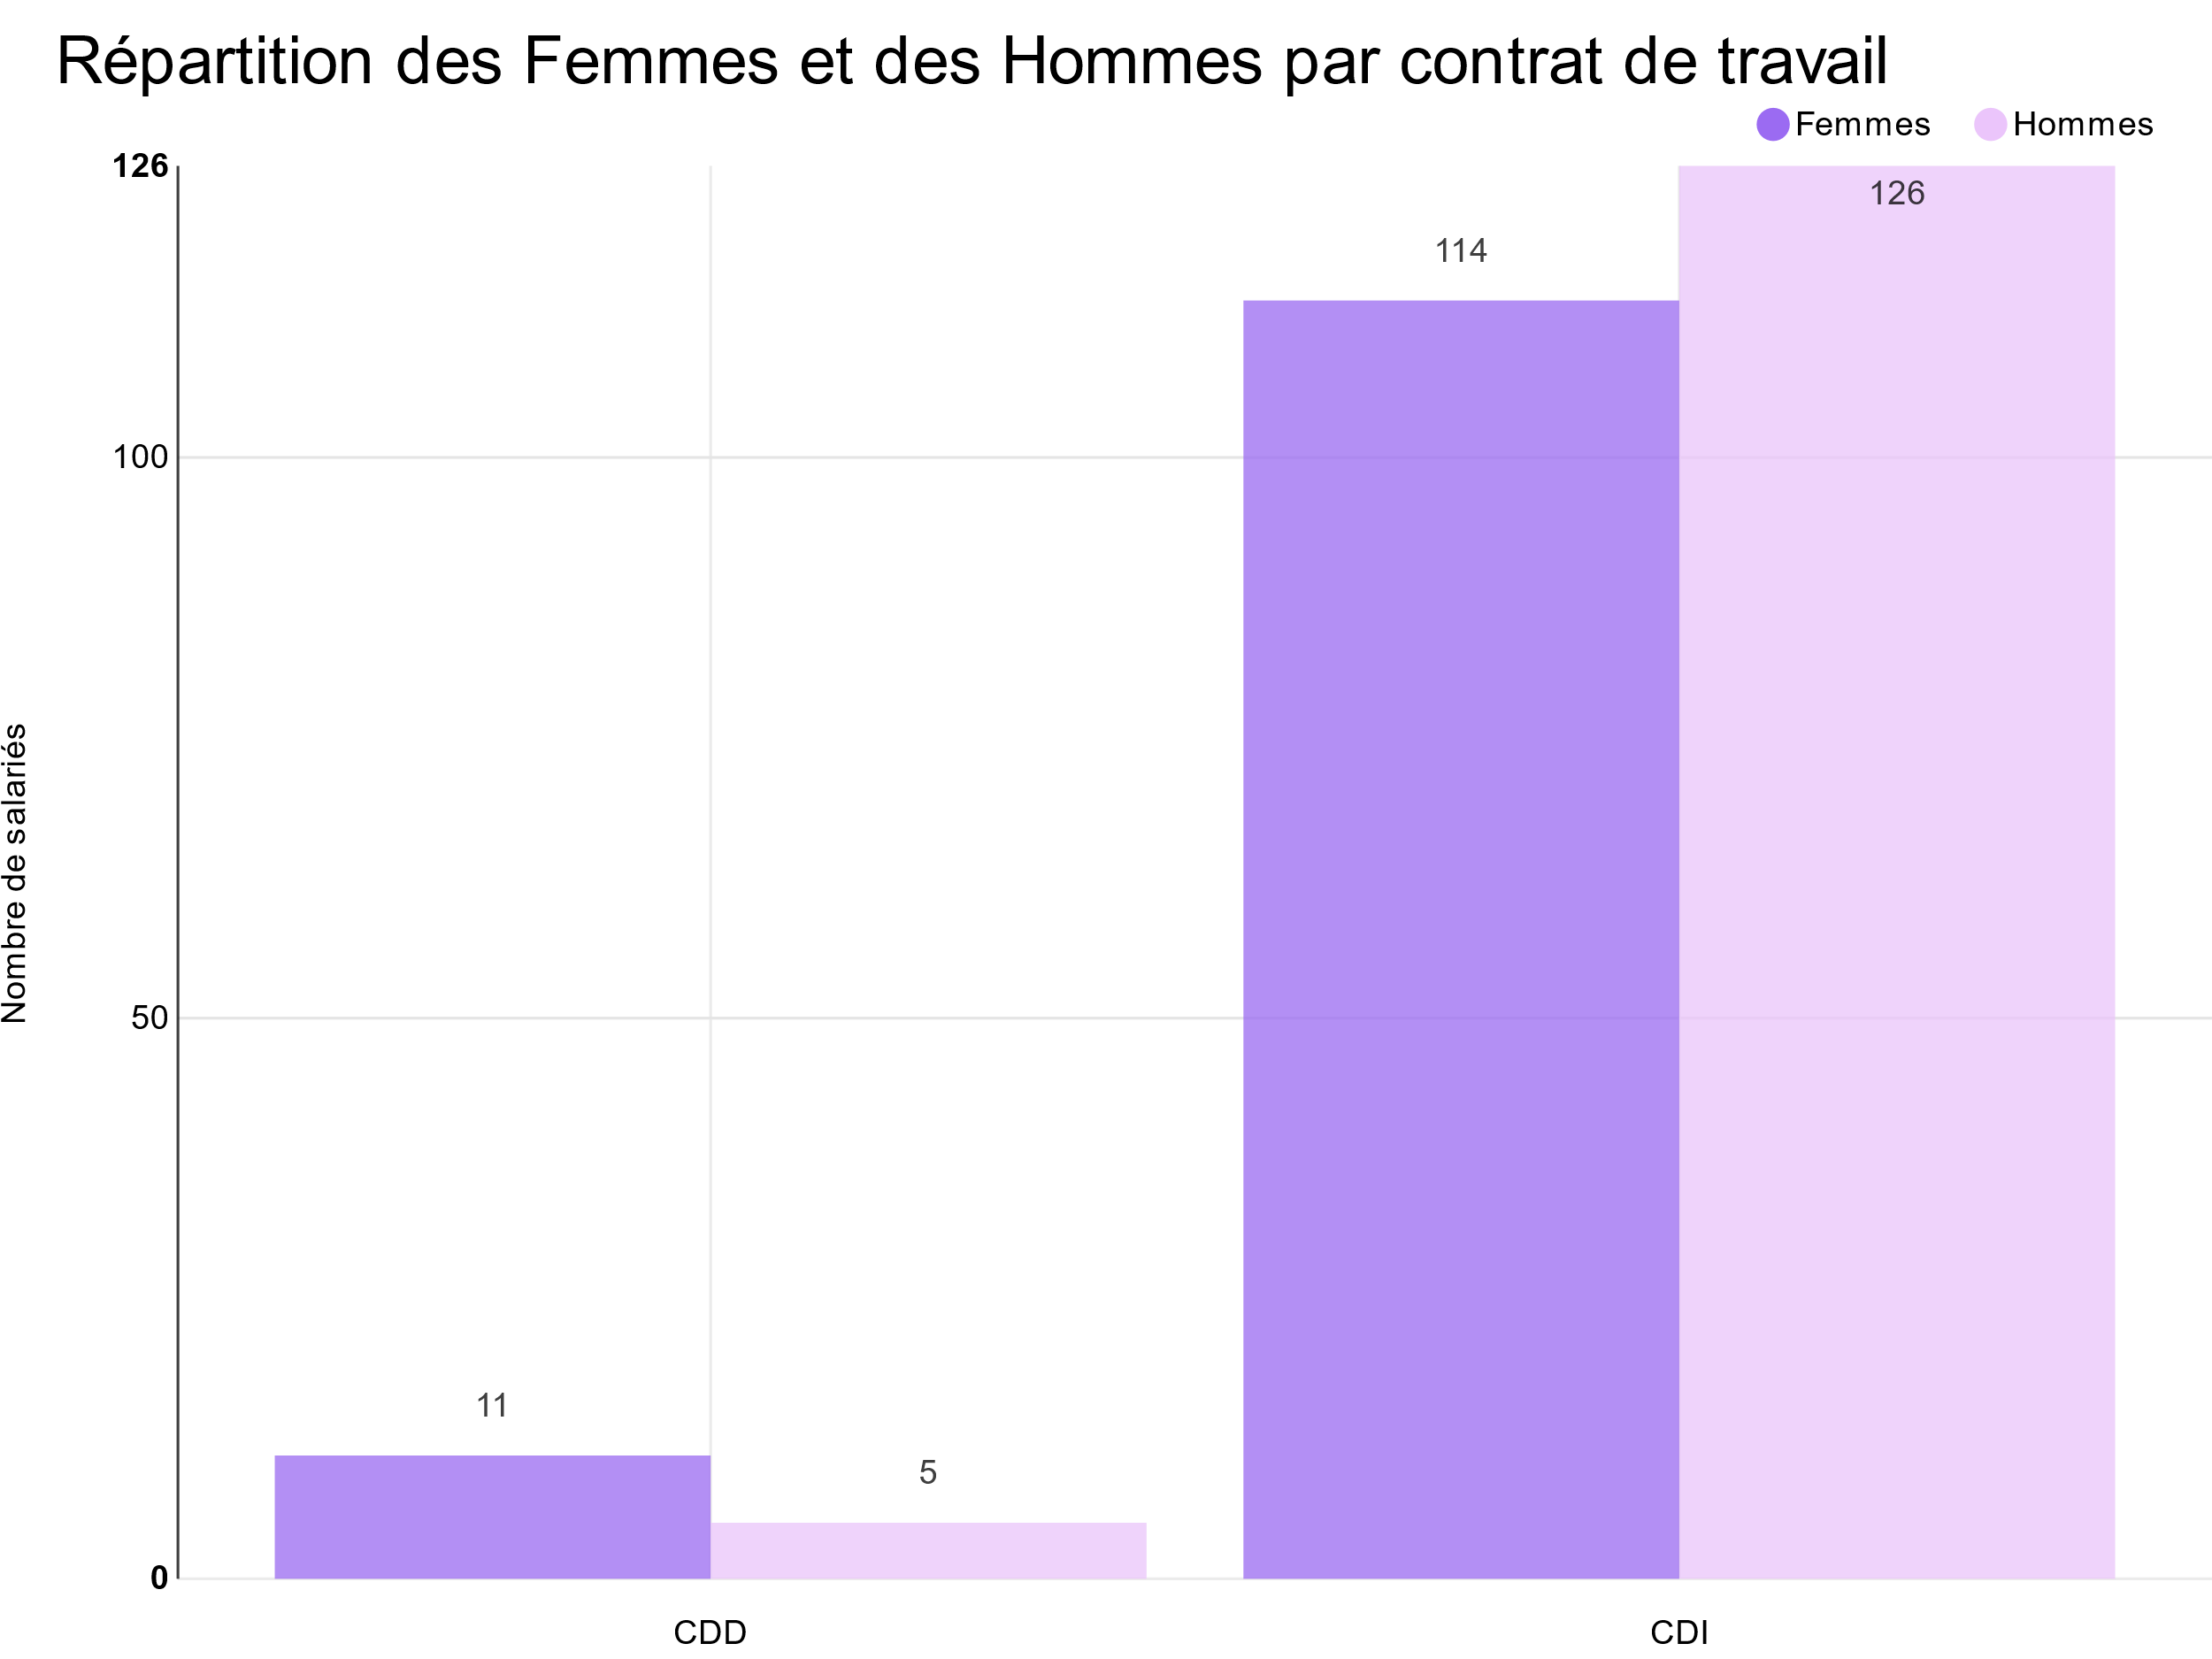 Répartition des Femmes et des Hommes par contrat de travail
Femmes Hommes
126
100
50
0
Nombre de salariés
11
5
114
126
CDD
CDI